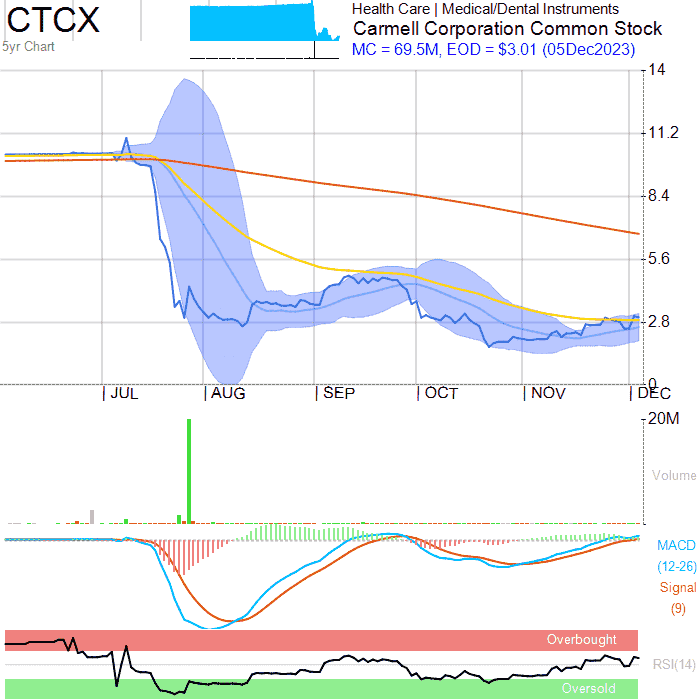 CTCX
5yr Chart
Health Care | Medical/Dental Instruments
Carmell Corporation Common Stock
MC = 69.5M, EOD = $3.01 (05Dec2023)
14
11.2
8.4
5.6
2.8
0
JUL AUG SEP OCT NOV DEC
20M
Volume
MACD
(12-26)
Signal
(9)
Overbought
RSI(14)
Oversold